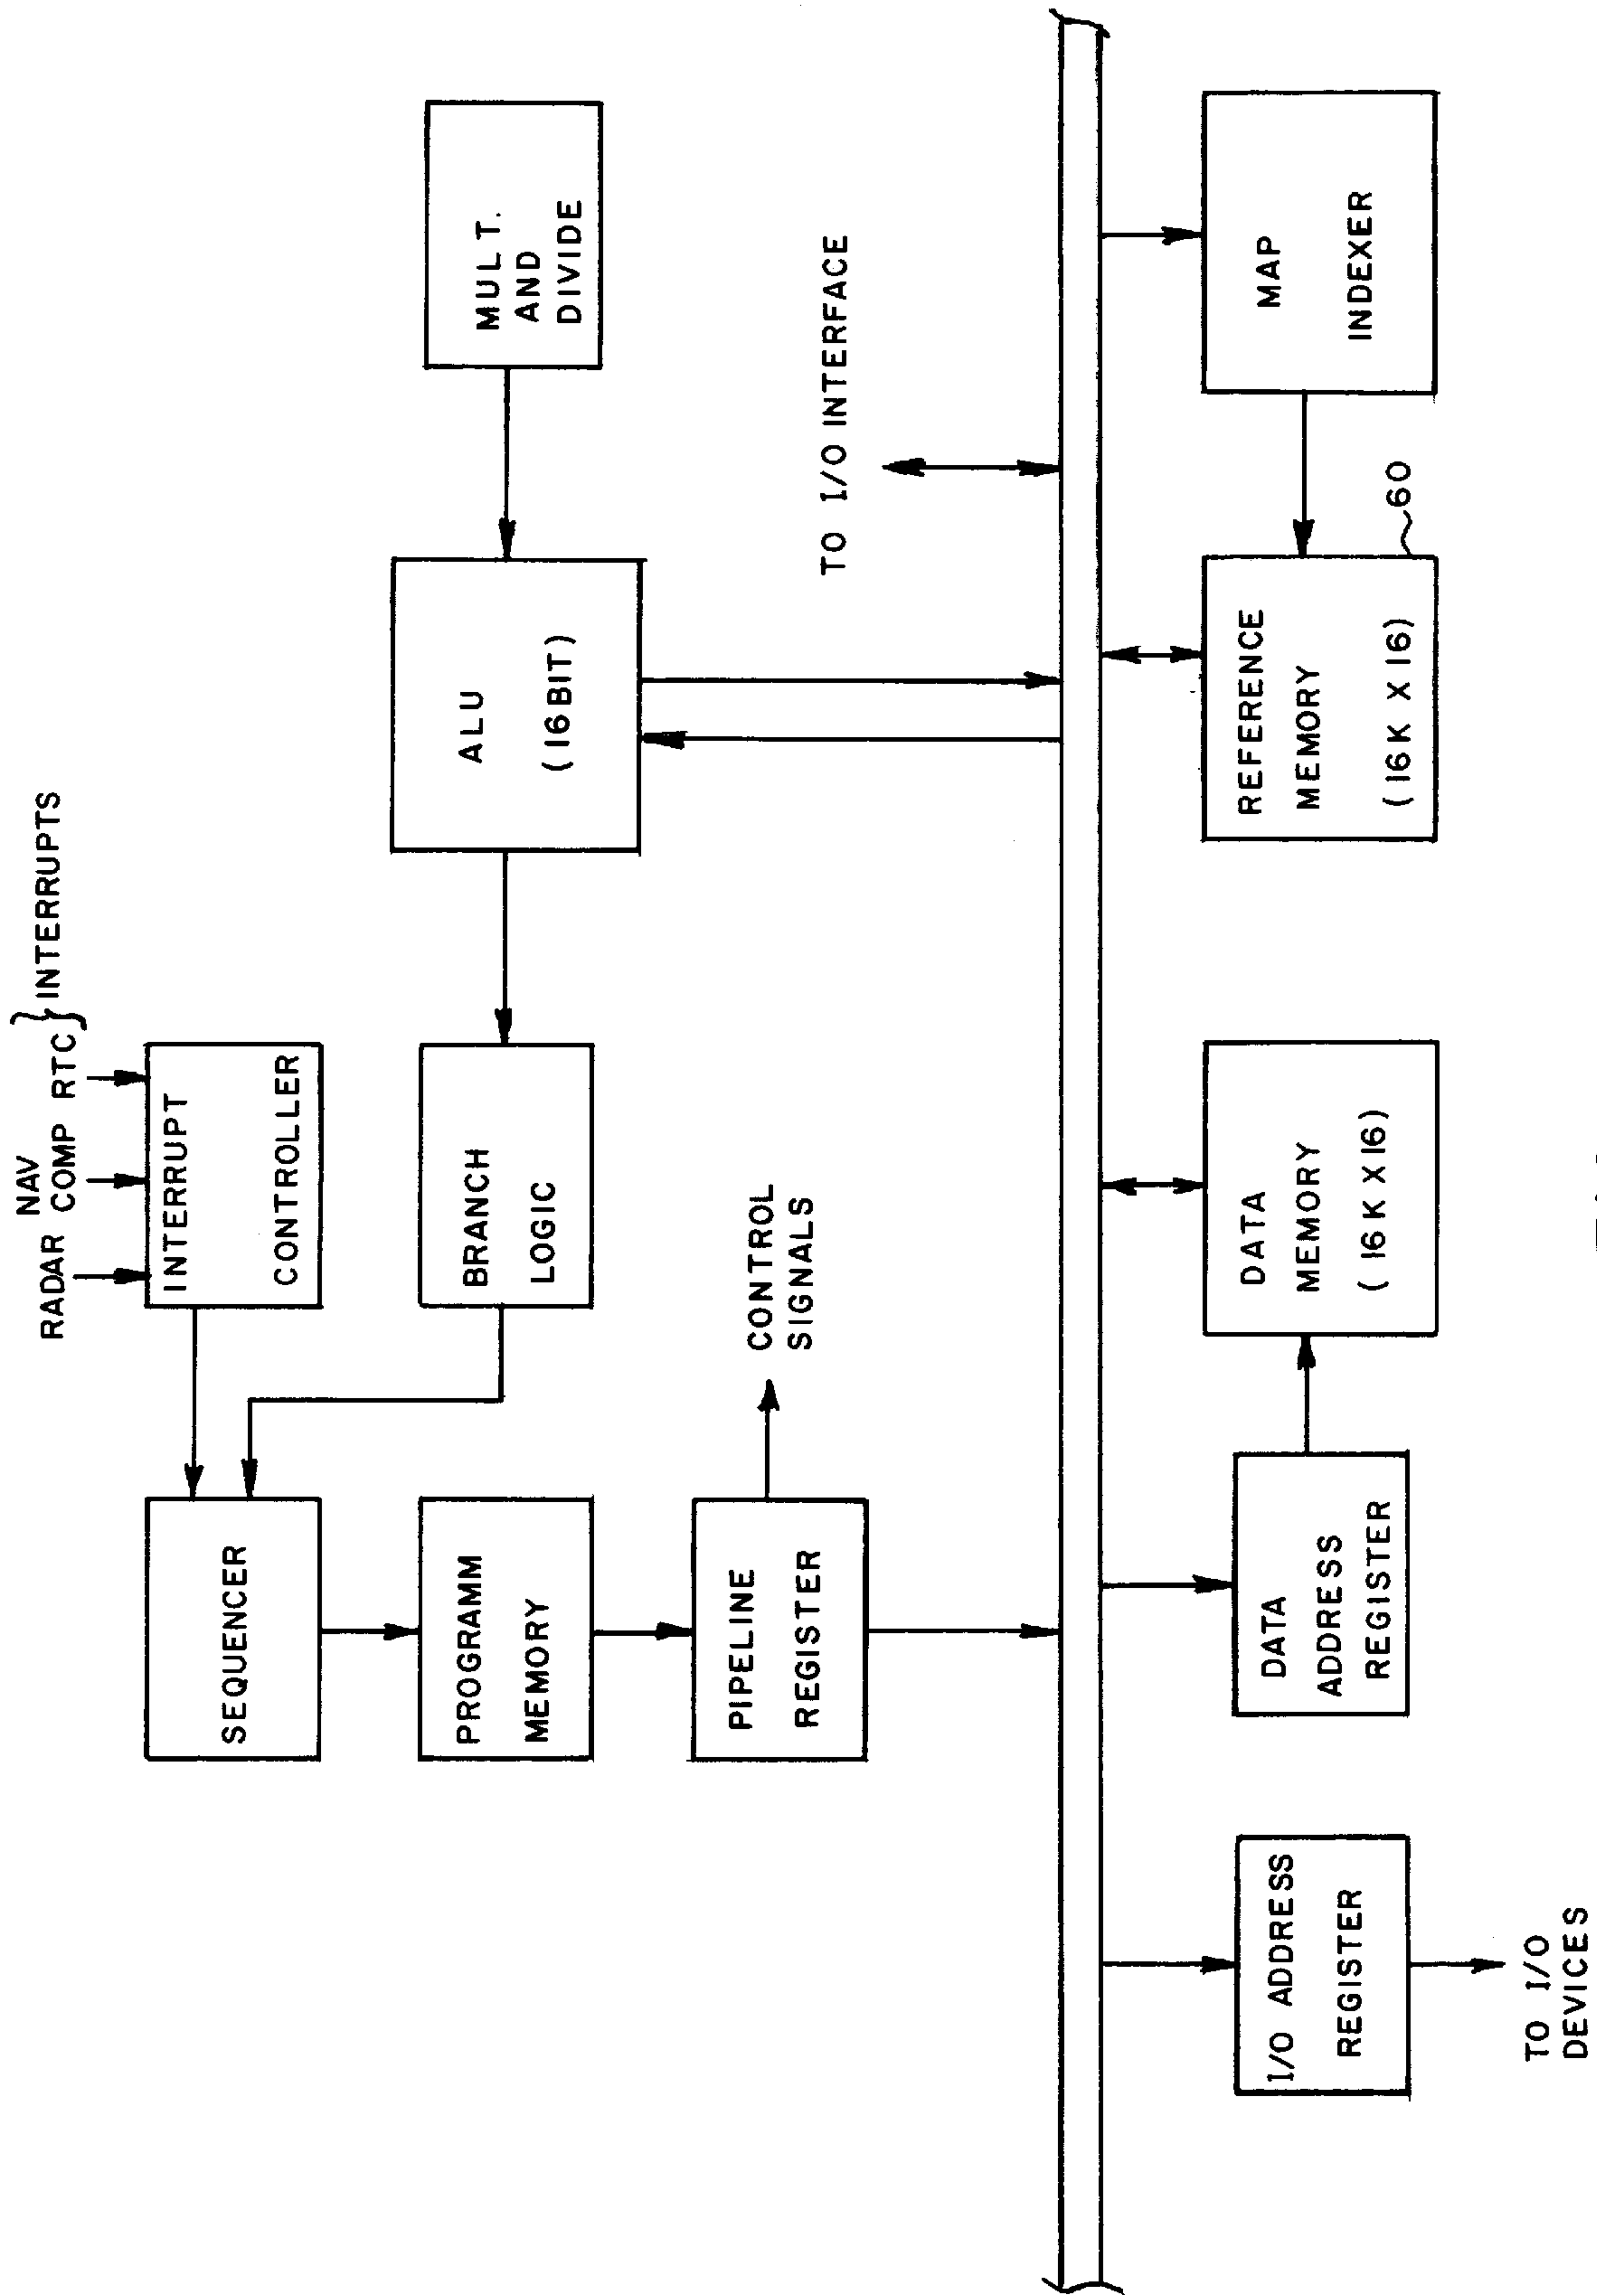 RADAR
NAV
COMP
RTC
} INTERRUPTS
INTERRUPT
CONTROLLER
SEQUENCER
BRANCH
LOGIC
ALU
(16BIT)
MULT.
AND
DIVIDE
PROGRAMM
MEMORY
PIPELINE
REGISTER
CONTROL
SIGNALS
TO I/O INTERFACE
I/O ADDRESS
REGISTER
TO I/O
DEVICES
DATA
ADDRESS
REGISTER
DATA
MEMORY
(16K X 16)
REFERENCE
MEMORY
(16K X 16)
60
MAP
INDEXER